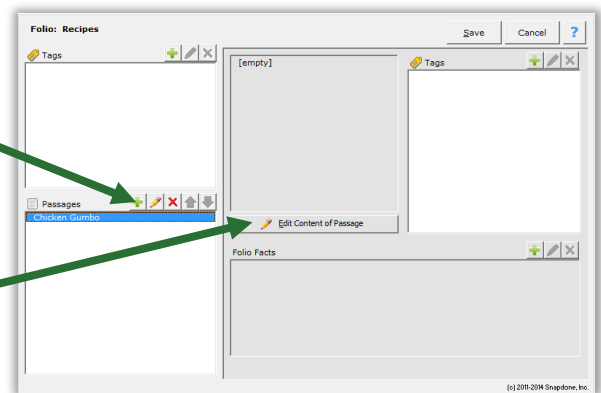 Folio: Recipes
Save
Cancel
?
Tags
[empty]
Tags
Passages
Chicken Gumbo
Edit Content of Passage
Folio Facts
(c) 2011-2014 Snapdone, Inc.